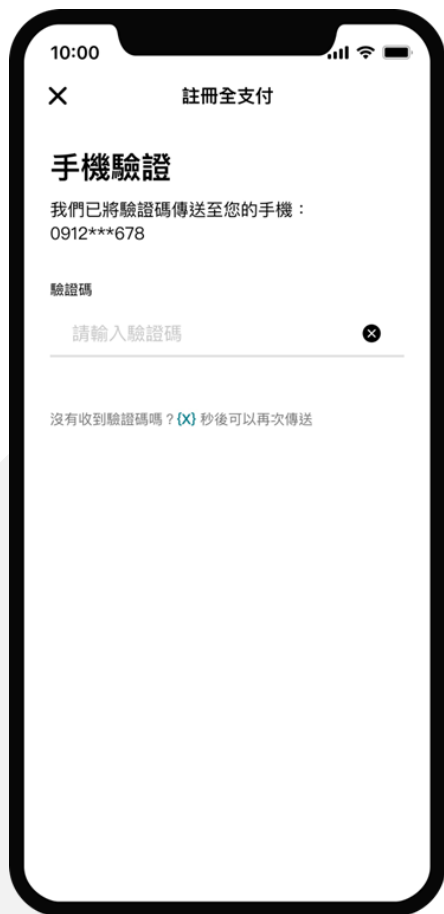 10:00
註冊全支付
手機驗證
我們已將驗證碼傳送至您的手機：
0912***678
驗證碼
請輸入驗證碼
沒有收到驗證碼嗎？{X} 秒後可以再次傳送